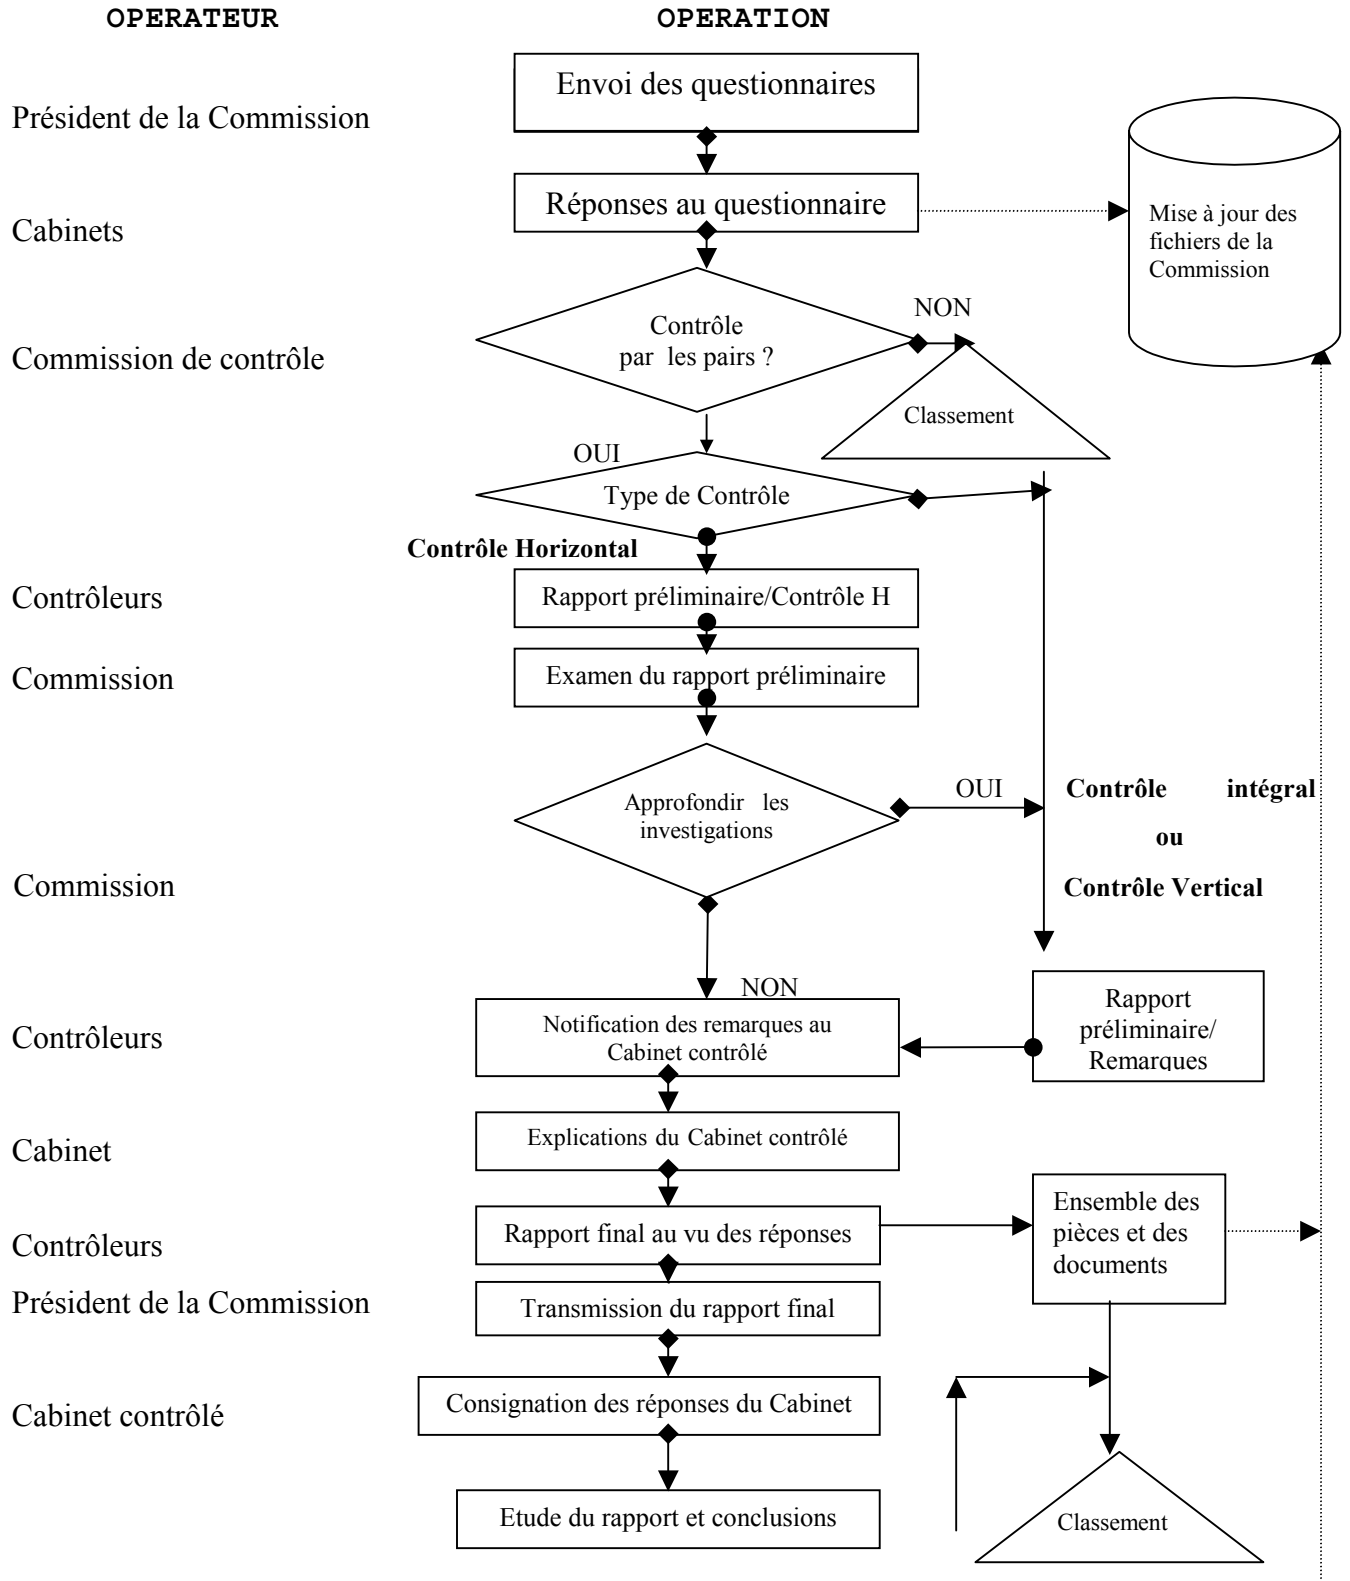 OPERATEUR OPERATION
Envoi des questionnaires
Président de la Commission
Réponses au questionnaire
Cabinets
Mise à jour des
fichiers de la
Commission
NON
Contrôle
par les pairs ?
Commission de contrôle
Classement
OUI
Type de Contrôle
Contrôle Horizontal
Contrôleurs
Rapport préliminaire/Contrôle H
Commission
Examen du rapport préliminaire
Approfondir les
investigations
OUI
Contrôle intégral
ou
Contrôle Vertical
Commission
NON
Contrôleurs
Notification des remarques au
Cabinet contrôlé
Rapport
préliminaire/
Remarques
Cabinet
Explications du Cabinet contrôlé
Contrôleurs
Rapport final au vu des réponses
Ensemble des
pièces et des
documents
Président de la Commission
Transmission du rapport final
Cabinet contrôlé
Consignation des réponses du Cabinet
Etude du rapport et conclusions
Classement